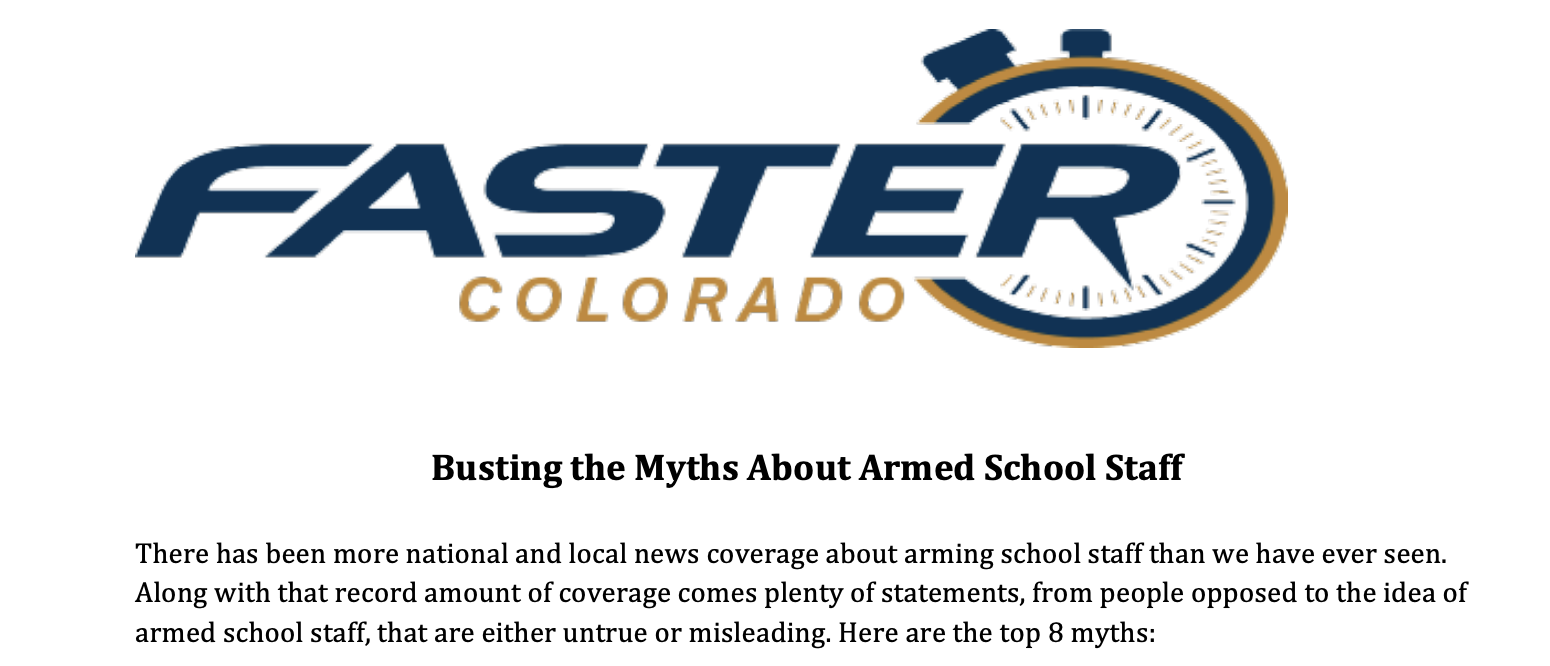 FASTER
COLORADO
Busting the Myths About Armed School Staff
There has been more national and local news coverage about arming school staff than we have ever seen.
Along with that record amount of coverage comes plenty of statements, from people opposed to the idea of
armed school staff, that are either untrue or misleading. Here are the top 8 myths: